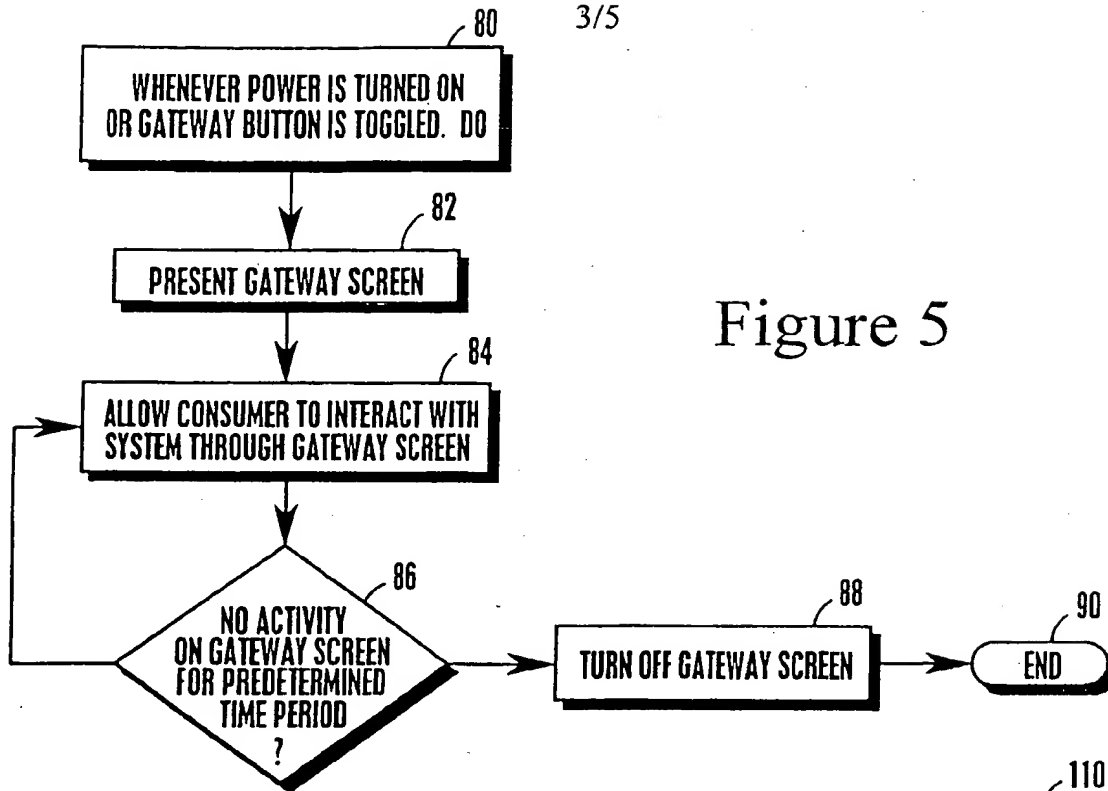 3/5
80
WHENEVER POWER IS TURNED ON
OR GATEWAY BUTTON IS TOGGLED. DO
82
PRESENT GATEWAY SCREEN
Figure 5
84
ALLOW CONSUMER TO INTERACT WITH
SYSTEM THROUGH GATEWAY SCREEN
86
NO ACTIVITY
ON GATEWAY SCREEN
FOR PREDETERMINED
TIME PERIOD
?
88
TURN OFF GATEWAY SCREEN
90
END
110